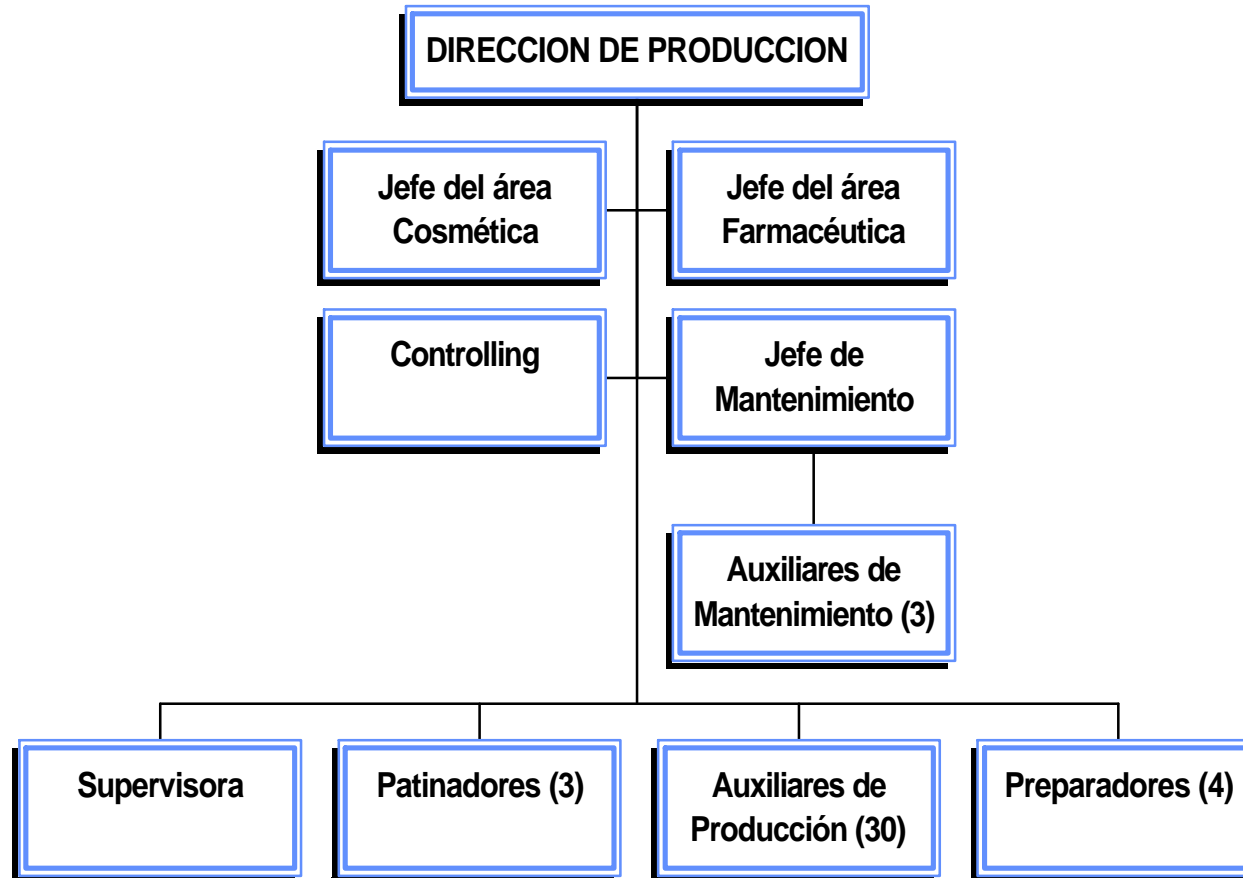 DIRECCION DE PRODUCCION
Jefe del área
Cosmética
Jefe del área
Farmacéutica
Controlling
Jefe de
Mantenimiento
Auxiliares de
Mantenimiento (3)
Supervisora
Patinadores (3)
Auxiliares de
Producción (30)
Preparadores (4)